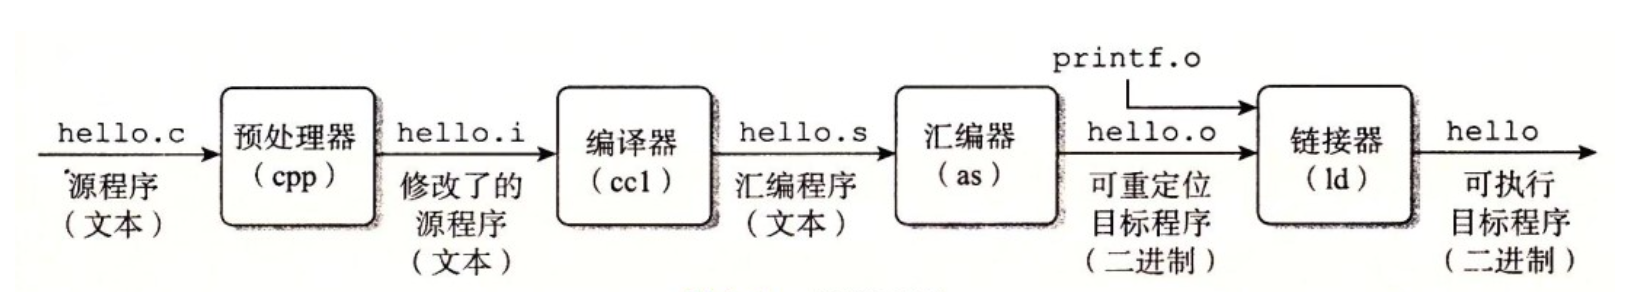 printf.o
hello.c
预处理器
(cpp)
hello.i
编译器
(cc1)
hello.s
汇编器
(as)
hello.o
链接器
(ld)
hello
源程序
(文本)
修改了的
源程序
(文本)
汇编程序
(文本)
可重定位
目标程序
(二进制)
可执行
目标程序
(二进制)